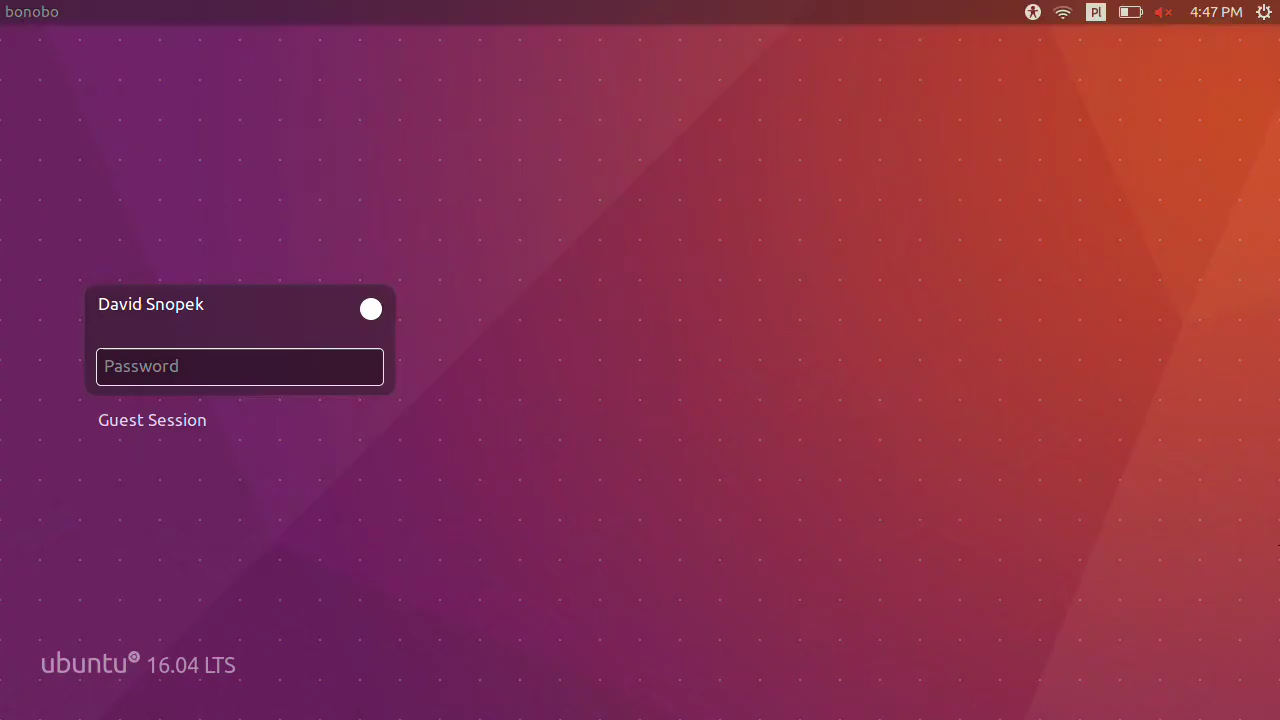 bonobo
Pl
4:47 PM
David Snopek
Password
Guest Session
ubuntu 16.04 LTS